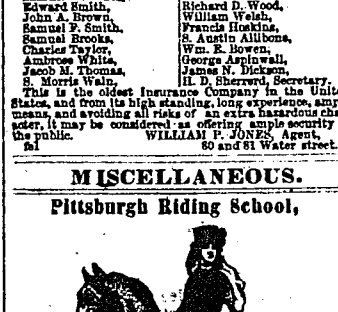 Edward Smith,
John A. Brown,
Samuel F. Smith,
Samuel Brooks,
Charles Taylor,
Ambrose White,
Jacob M. Thomas,
S. Morris Waln,
Richard D. Wood,
William Welsh,
Francis Hoskins,
S. Austin Allibone,
Wm. E. Bowen,
George Aspinwall,
James N. Dickson,
H. D. Sherrerd, Secretary.
This is the oldest Insurance Company in the Unit
States, and from its high standing, long experience, amp
means, and avoiding all risks of an extra hazardous cha
acter, it may be considered as offering ample security
the public. WILLIAM P. JONES, Agent,
fa1 80 and 81 Water street.
MISCELLANEOUS.
Pittsburgh Riding School,